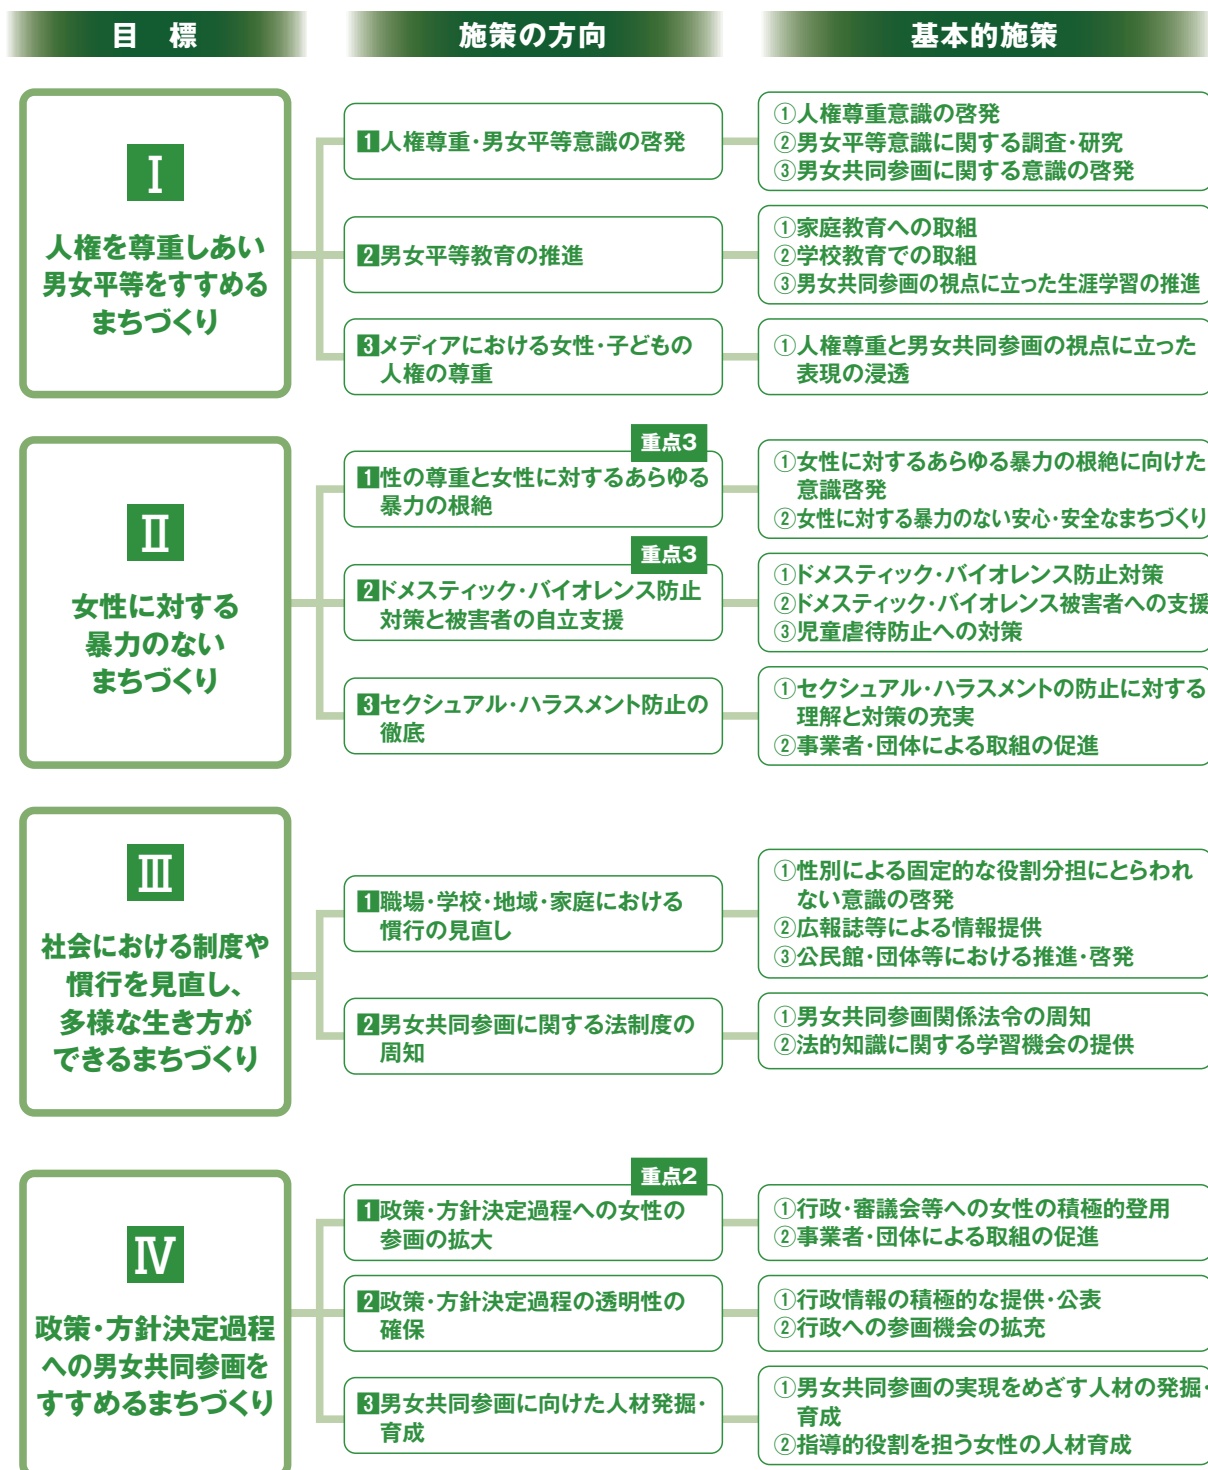 目 標
施策の方向
基本的施策
Ⅰ
人権を尊重しあい
男女平等をすすめる
まちづくり
1人権尊重・男女平等意識の啓発
①人権尊重意識の啓発
②男女平等意識に関する調査・研究
③男女共同参画に関する意識の啓発
2男女平等教育の推進
①家庭教育への取組
②学校教育での取組
③男女共同参画の視点に立った生涯学習の推進
3メディアにおける女性・子どもの
人権の尊重
①人権尊重と男女共同参画の視点に立った
表現の浸透
Ⅱ
女性に対する
暴力のない
まちづくり
重点3
1性の尊重と女性に対するあらゆる
暴力の根絶
①女性に対するあらゆる暴力の根絶に向けた
意識啓発
②女性に対する暴力のない安心・安全なまちづくり
重点3
2ドメスティック・バイオレンス防止
対策と被害者の自立支援
①ドメスティック・バイオレンス防止対策
②ドメスティック・バイオレンス被害者への支援
③児童虐待防止への対策
3セクシュアル・ハラスメント防止の
徹底
①セクシュアル・ハラスメントの防止に対する
理解と対策の充実
②事業者・団体による取組の促進
Ⅲ
社会における制度や
慣行を見直し、
多様な生き方が
できるまちづくり
1職場・学校・地域・家庭における
慣行の見直し
①性別による固定的な役割分担にとらわれ
ない意識の啓発
②広報誌等による情報提供
③公民館・団体等における推進・啓発
2男女共同参画に関する法制度の
周知
①男女共同参画関係法令の周知
②法的知識に関する学習機会の提供
Ⅳ
政策・方針決定過程
への男女共同参画を
すすめるまちづくり
重点2
1政策・方針決定過程への女性の
参画の拡大
①行政・審議会等への女性の積極的登用
②事業者・団体による取組の促進
2政策・方針決定過程の透明性の
確保
①行政情報の積極的な提供・公表
②行政への参画機会の拡充
3男女共同参画に向けた人材発掘・
育成
①男女共同参画の実現をめざす人材の発掘・
育成
②指導的役割を担う女性の人材育成